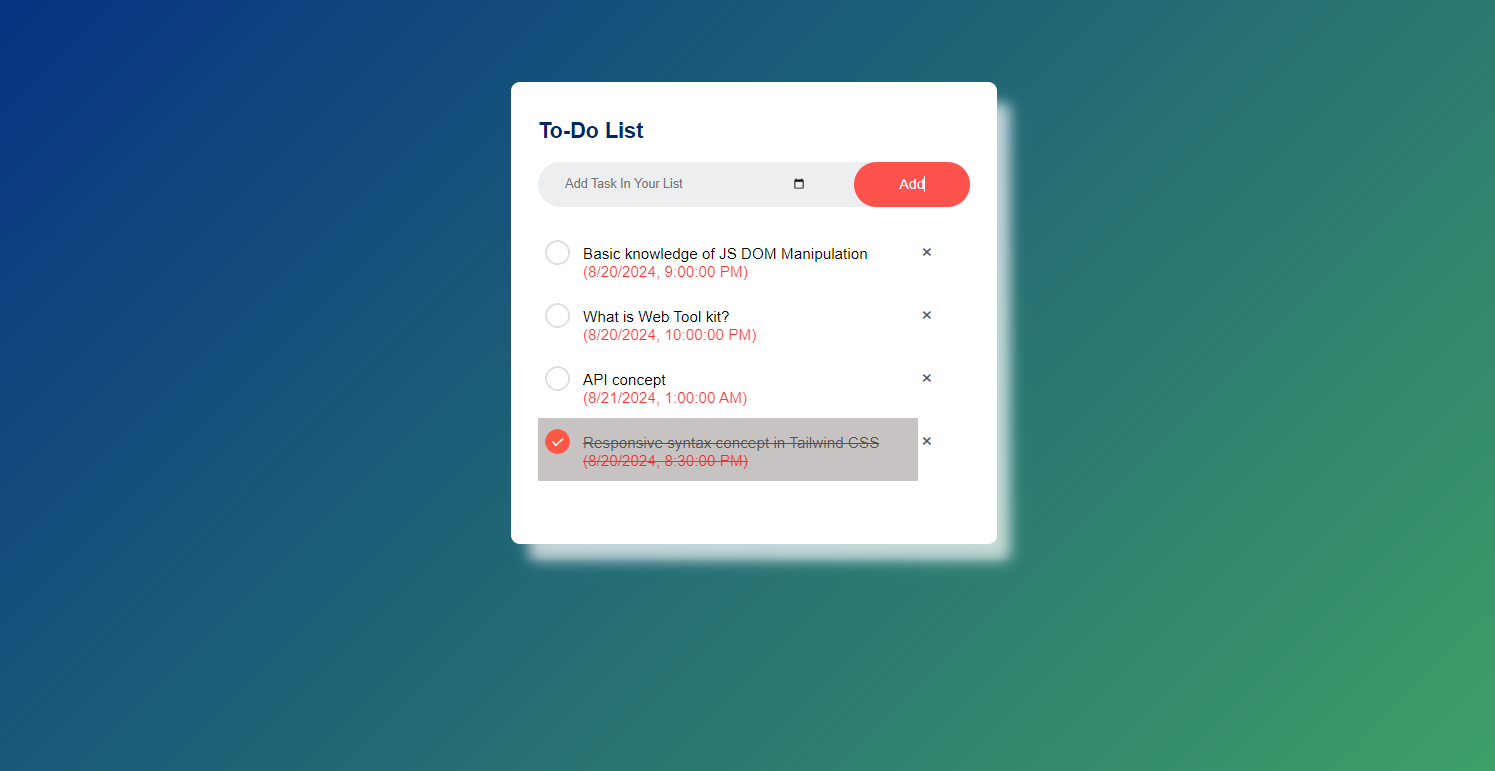 To-Do List
Add Task In Your List
Add
Basic knowledge of JS DOM Manipulation
(8/20/2024, 9:00:00 PM)
What is Web Tool kit?
(8/20/2024, 10:00:00 PM)
API concept
(8/21/2024, 1:00:00 AM)
Responsive syntax concept in Tailwind CSS
(8/20/2024, 8:30:00 PM)